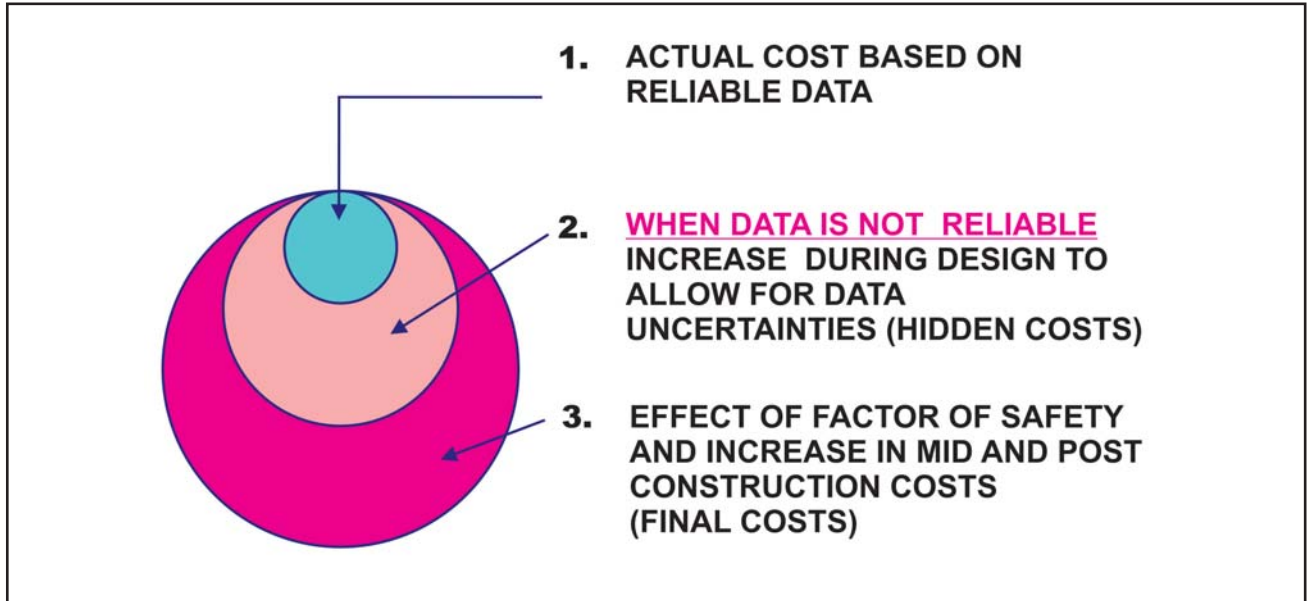 1. ACTUAL COST BASED ON
RELIABLE DATA
2. WHEN DATA IS NOT RELIABLE
INCREASE DURING DESIGN TO
ALLOW FOR DATA
UNCERTAINTIES (HIDDEN COSTS)
3. EFFECT OF FACTOR OF SAFETY
AND INCREASE IN MID AND POST
CONSTRUCTION COSTS
(FINAL COSTS)